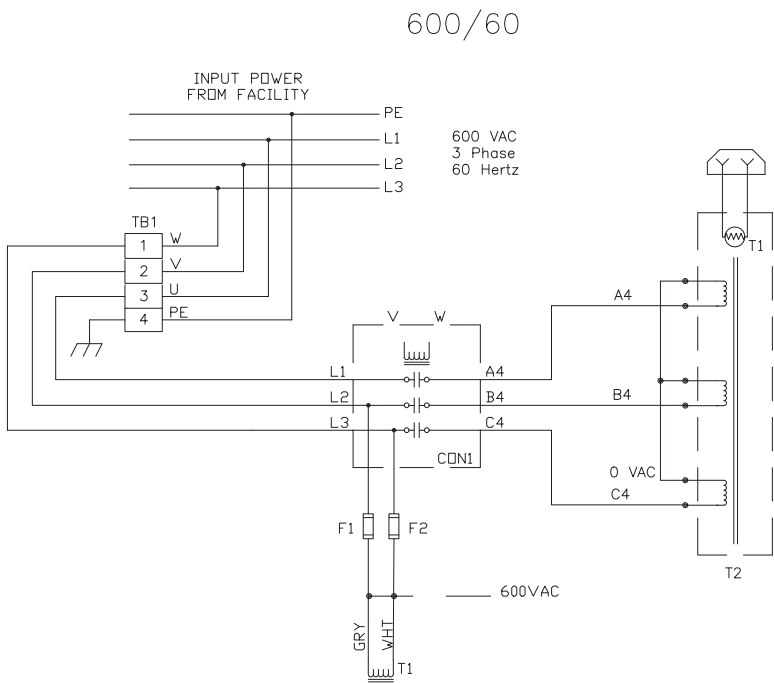 600/60
INPUT POWER
FROM FACILITY
PE
L1
L2
L3
600 VAC
3 Phase
60 Hertz
TB1
1
W
2
V
3
U
4
PE
T1
A4
V W
L1
A4
L2
B4
B4
L3
C4
CON1
0 VAC
C4
F1
F2
T2
600VAC
GRY
WHT
T1